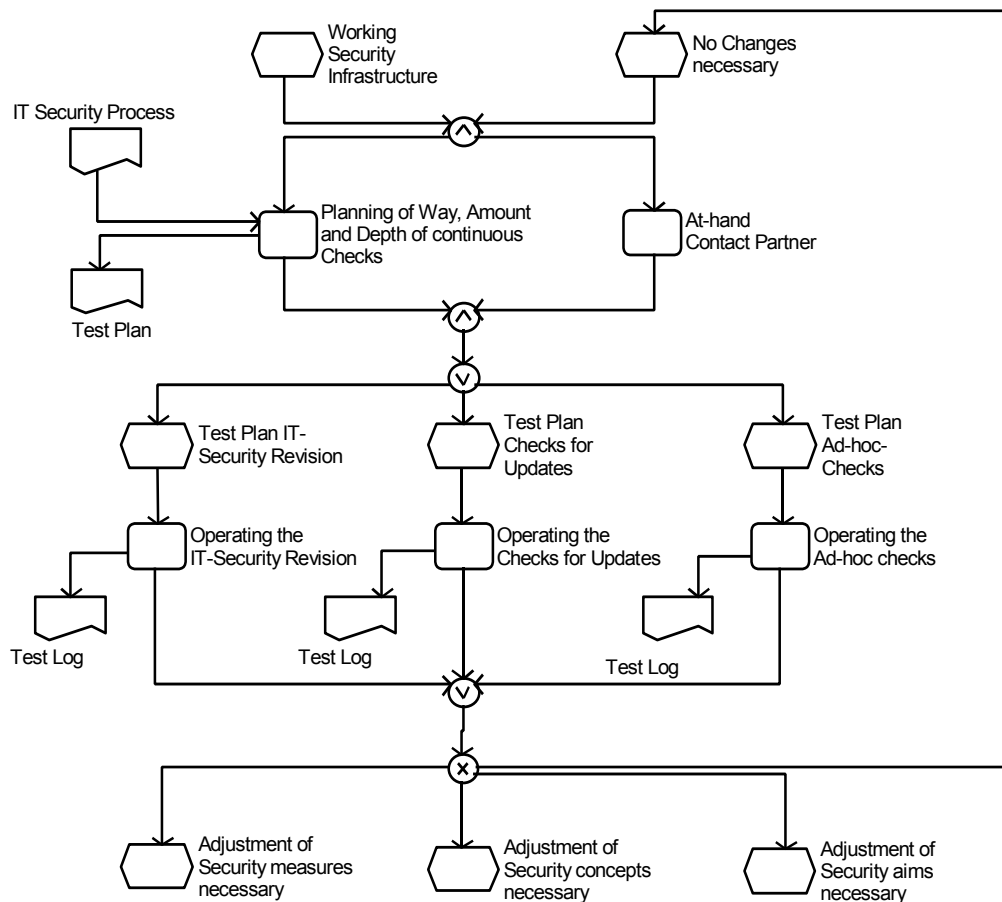 Working
Security
Infrastructure
No Changes
necessary
IT Security Process
Planning of Way, Amount
and Depth of continuous
Checks
At-hand
Contact Partner
Test Plan
Test Plan IT-
Security Revision
Test Plan
Checks for
Updates
Test Plan
Ad-hoc-
Checks
Operating the
IT-Security Revision
Operating the
Checks for Updates
Operating the
Ad-hoc checks
Test Log
Test Log
Test Log
Adjustment of
Security measures
necessary
Adjustment of
Security concepts
necessary
Adjustment of
Security aims
necessary